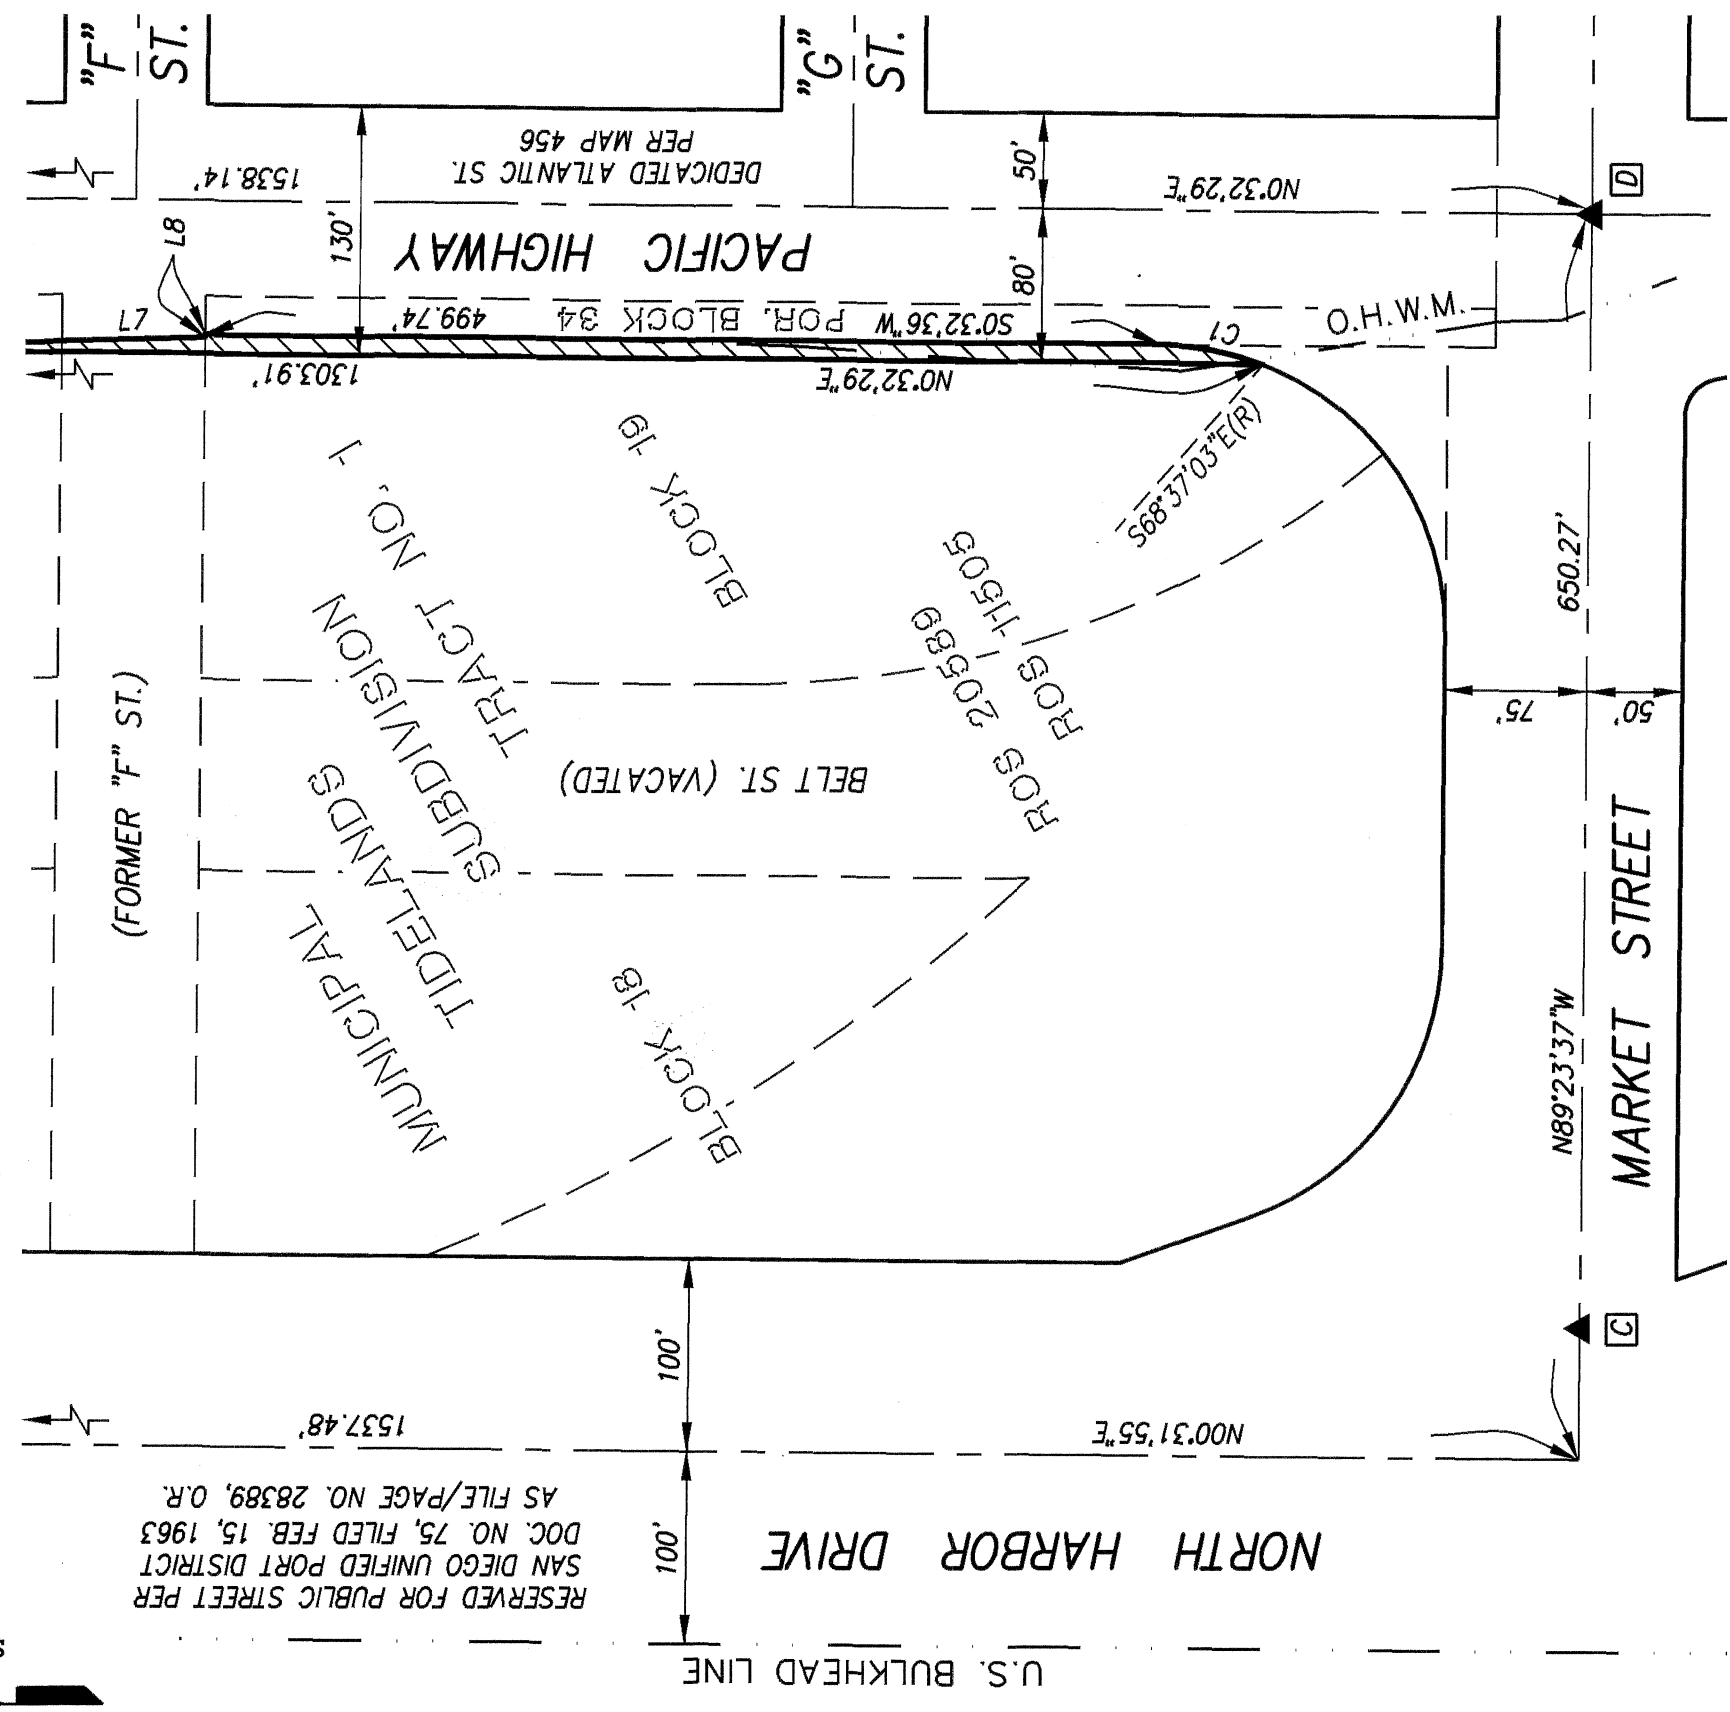 "F"
ST.
"G"
ST.
DEDICATED ATLANTIC ST.
PER MAP 456
1538.14'
N0°32'29"E
D
L8
130'
50'
80'
PACIFIC HIGHWAY
L7
499.74'
POR. BLOCK 34
S0°32'36"W
C1
O.H.W.M.
1303.91'
N0°32'29"E
S68°37'03"E(R)
BLOCK 19
MUNICIPAL
TIDELANDS
SUBDIVISION
TRACT NO. 1
ROS 20589
ROS 11505
(FORMER "F" ST.)
BELT ST. (VACATED)
BLOCK 18
650.27'
75'
50'
N89°23'37"W
MARKET STREET
C
100'
1537.48'
N00°31'55"E
100'
NORTH HARBOR DRIVE
RESERVED FOR PUBLIC STREET PER
SAN DIEGO UNIFIED PORT DISTRICT
DOC. NO. 75, FILED FEB. 15, 1963
AS FILE/PAGE NO. 28389, O.R.
U.S. BULKHEAD LINE